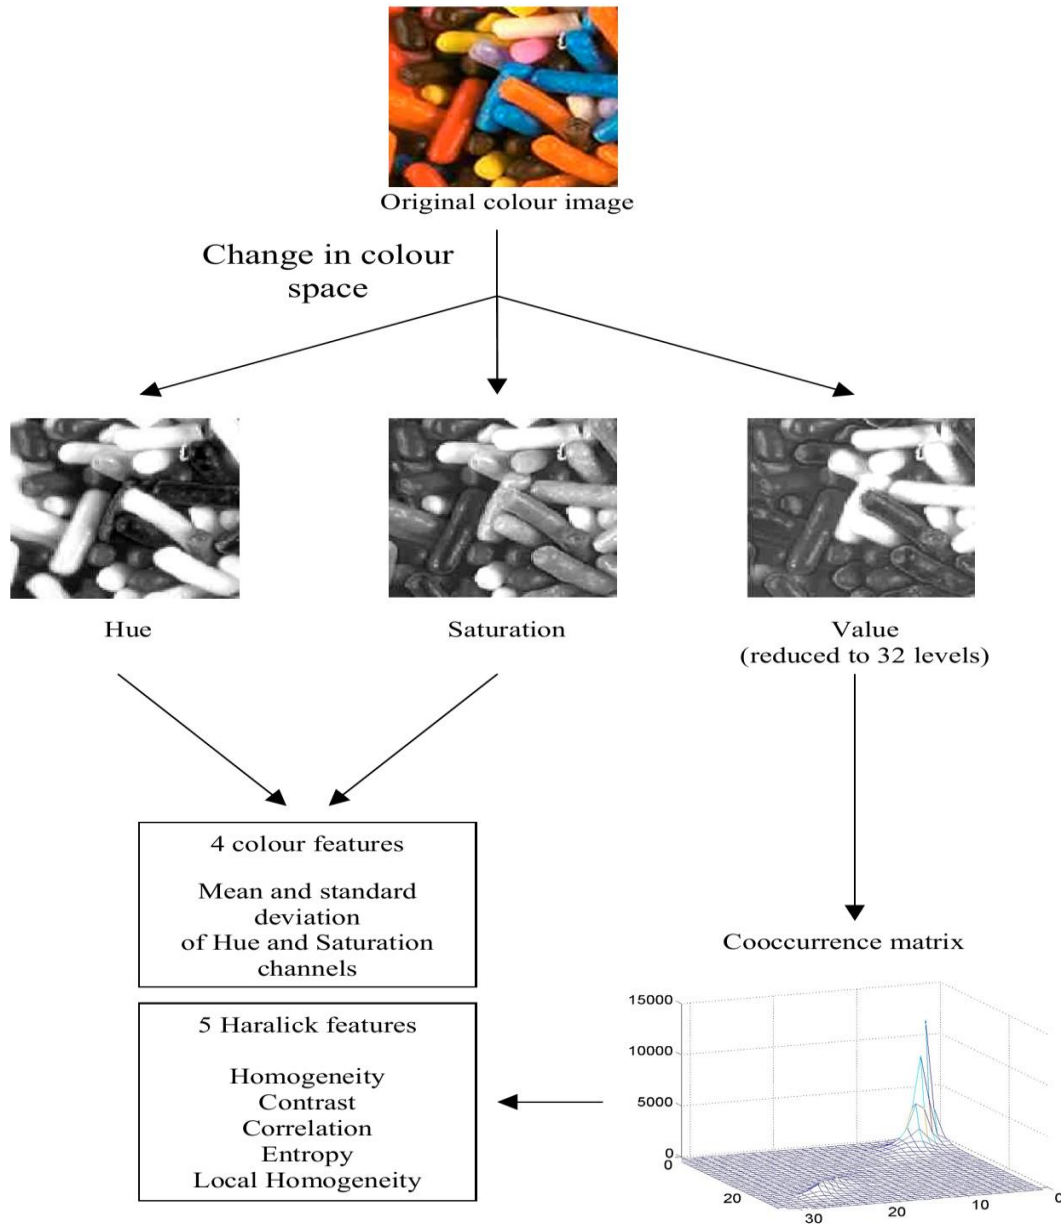 Original colour image
Change in colour
space
Hue
Saturation
Value
(reduced to 32 levels)
4 colour features
Mean and standard
deviation
of Hue and Saturation
channels
Cooccurrence matrix
5 Haralick features
Homogeneity
Contrast
Correlation
Entropy
Local Homogeneity
15000
10000
5000
0
0
20
30
20
10
0